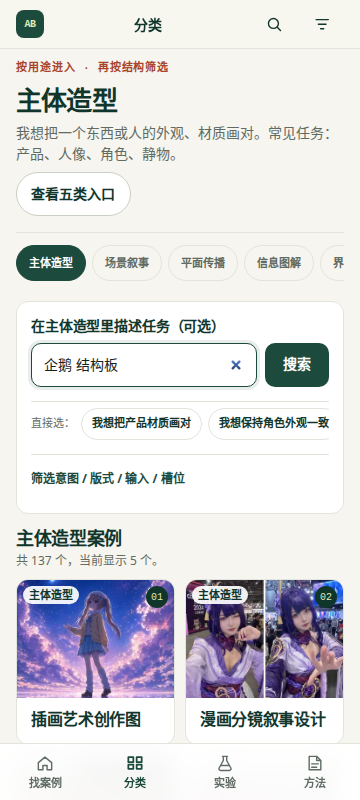 AB
分类
按用途进入 · 再按结构筛选
主体造型
我想把一个东西或人的外观、材质画对。常见任务：
产品、人像、角色、静物。
查看五类入口
主体造型
场景叙事
平面传播
信息图解
界
在主体造型里描述任务（可选）
企鹅 结构板
搜索
直接选：
我想把产品材质画对
我想保持角色外观一致
筛选意图 / 版式 / 输入 / 槽位
主体造型案例
共 137 个，当前显示 5 个。
主体造型
01
主体造型
02
插画艺术创作图
漫画分镜叙事设计
找案例
分类
实验
方法